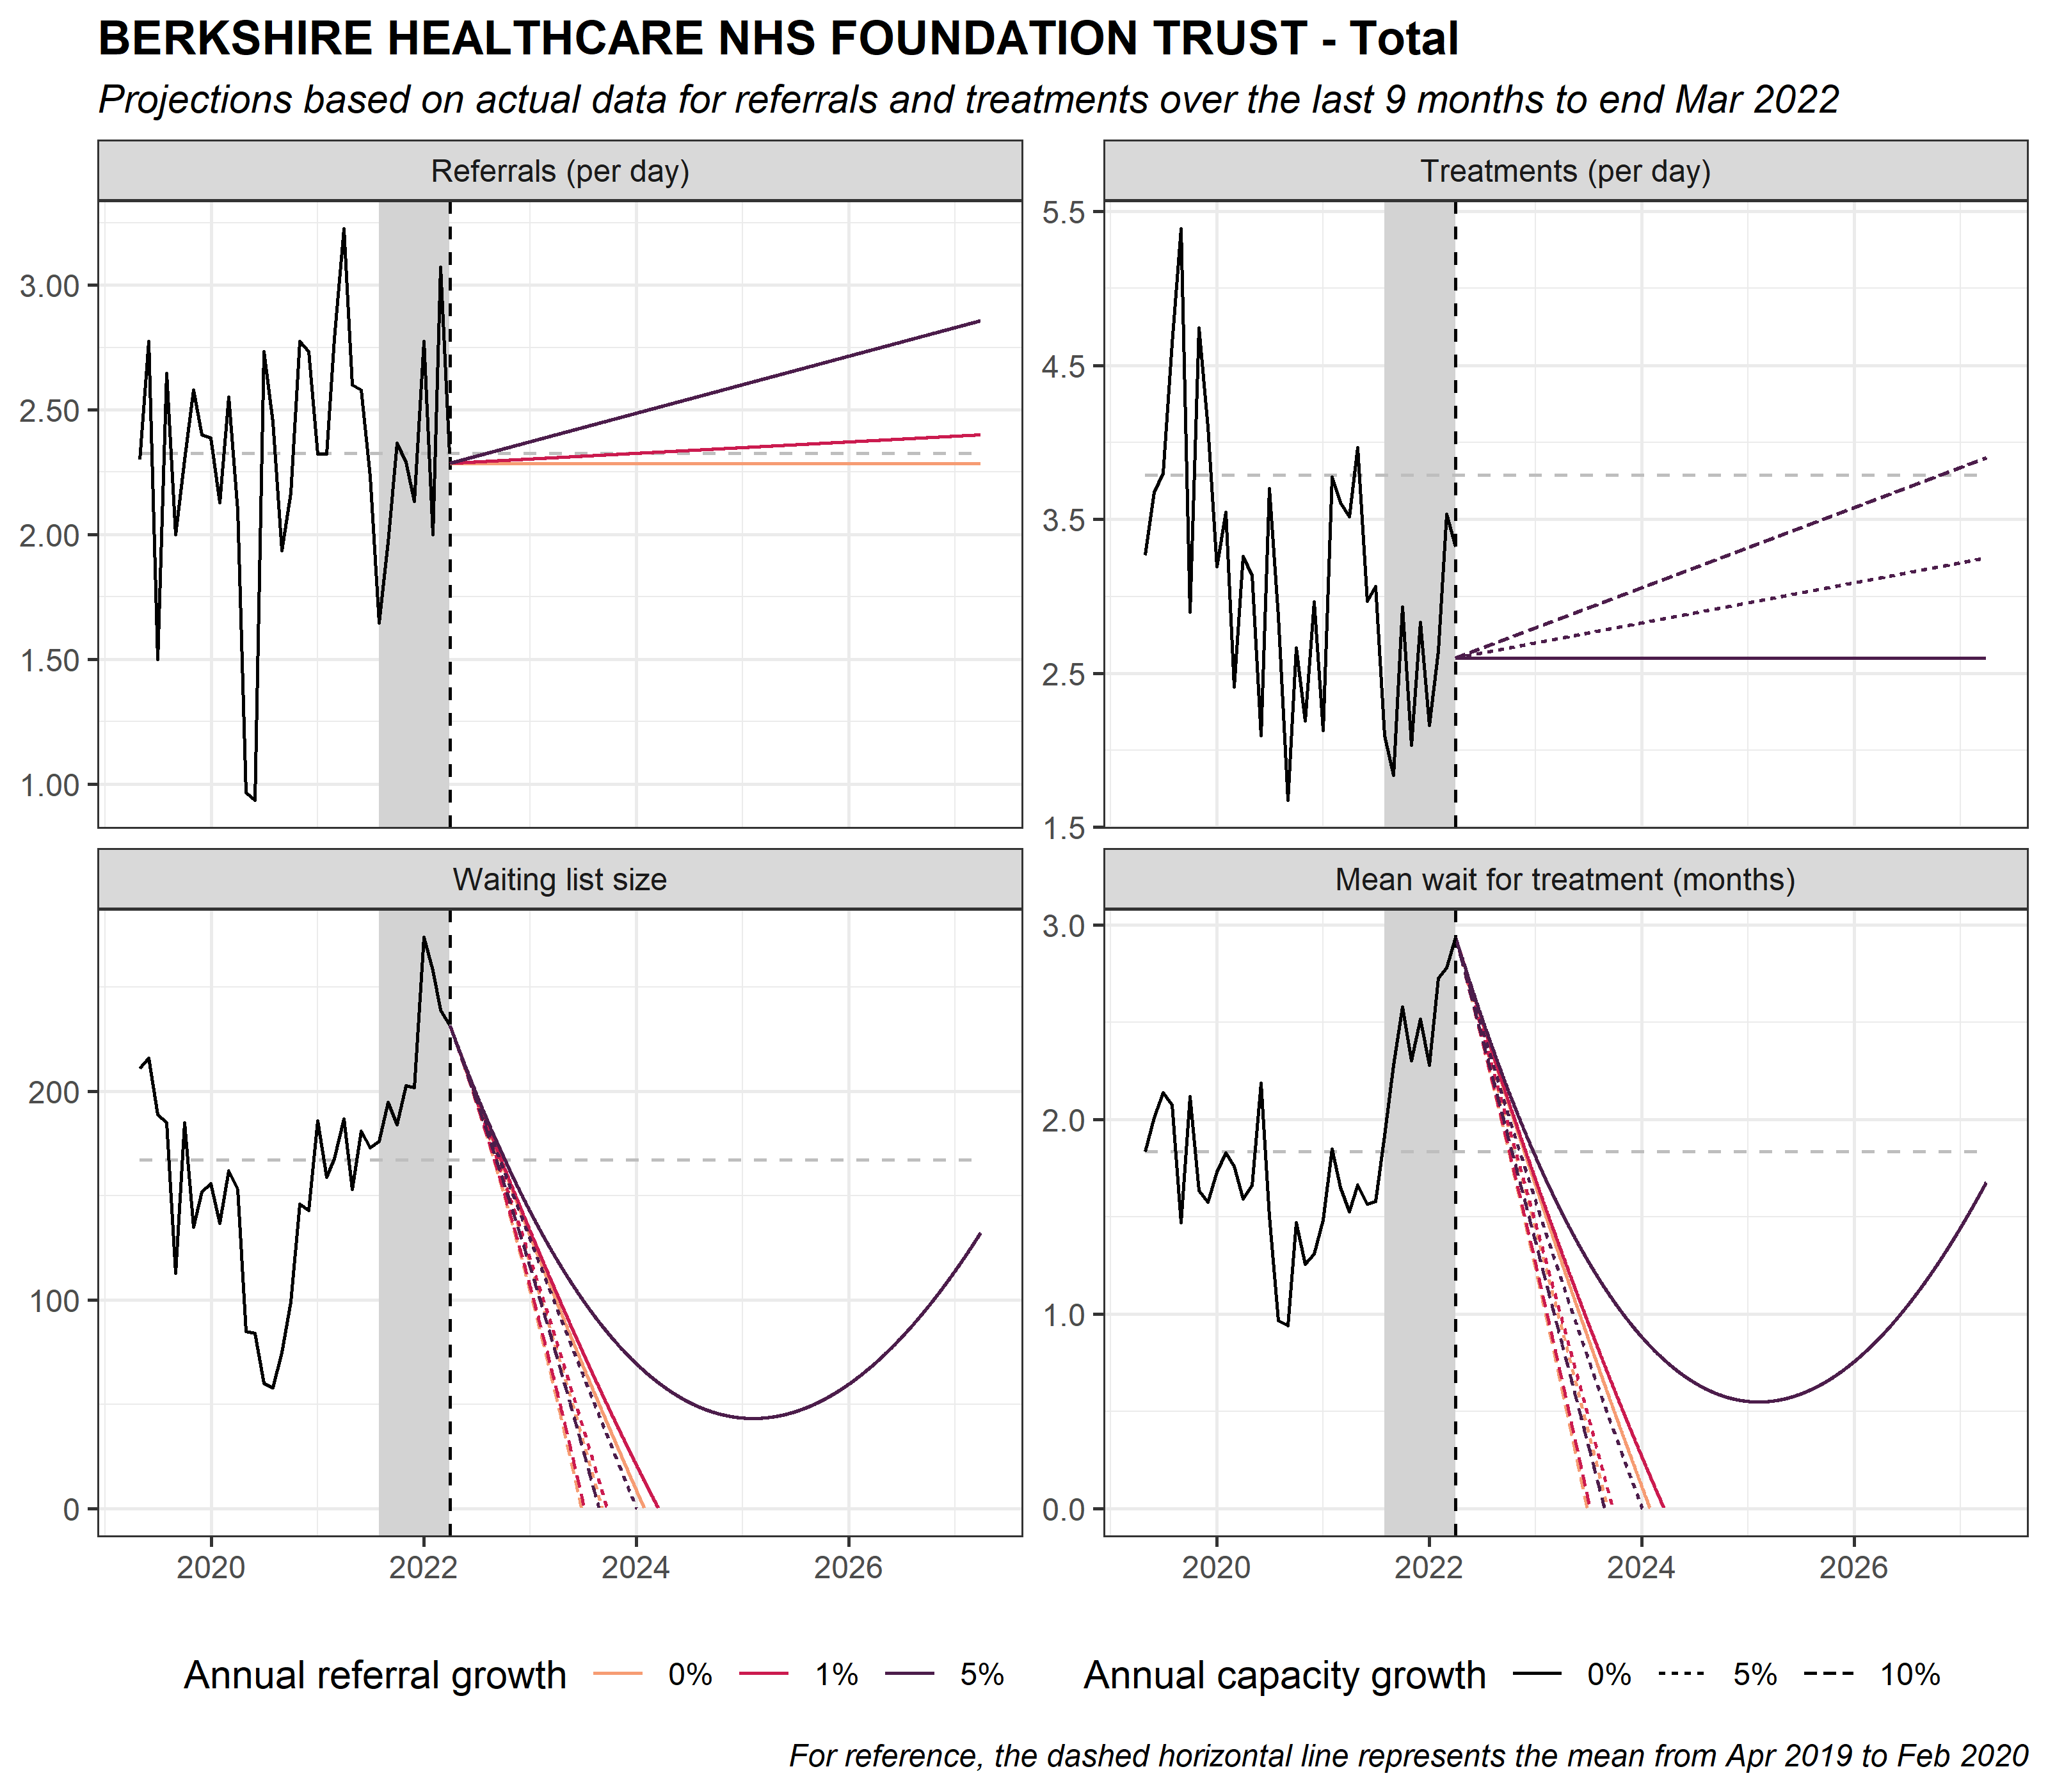 BERKSHIRE HEALTHCARE NHS FOUNDATION TRUST - Total
Projections based on actual data for referrals and treatments over the last 9 months to end Mar 2022
Referrals (per day)
3.00
2.50
2.00
1.50
1.00
Treatments (per day)
5.5
4.5
3.5
2.5
1.5
Waiting list size
200
100
0
2020 2022 2024 2026
Mean wait for treatment (months)
3.0
2.0
1.0
0.0
2020 2022 2024 2026
Annual referral growth 0% 1% 5%
Annual capacity growth 0% 5% 10%
For reference, the dashed horizontal line represents the mean from Apr 2019 to Feb 2020